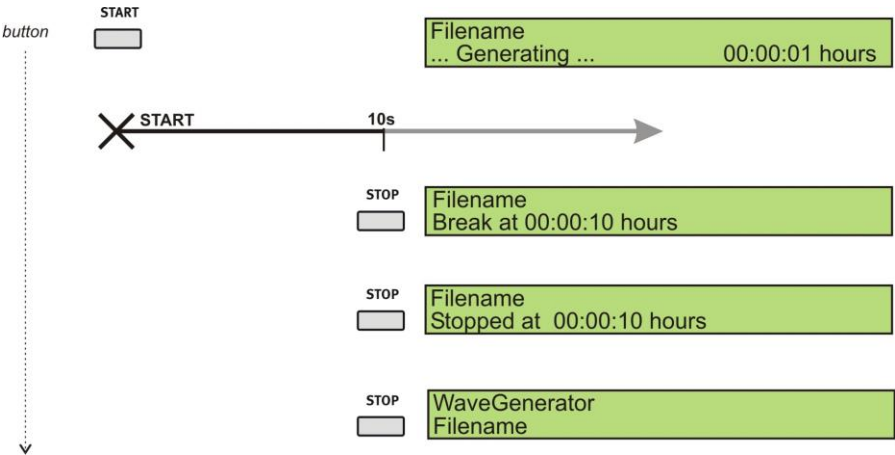 START
button
Filename
... Generating ... 00:00:01 hours
START
10s
STOP
Filename
Break at 00:00:10 hours
STOP
Filename
Stopped at 00:00:10 hours
STOP
WaveGenerator
Filename